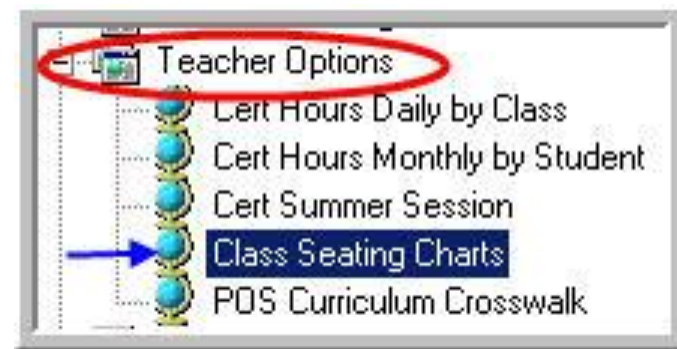 Teacher Options
Cert Hours Daily by Class
Cert Hours Monthly by Student
Cert Summer Session
Class Seating Charts
POS Curriculum Crosswalk